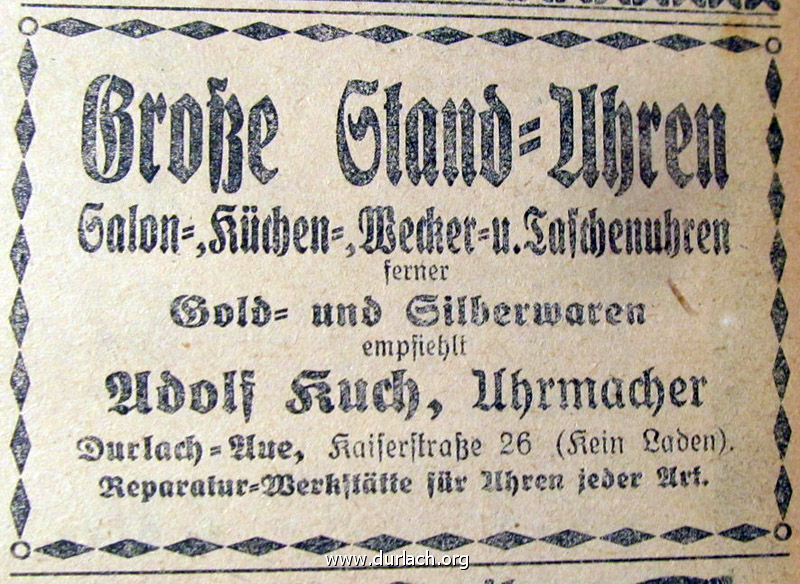 Große Stand-Uhren
Salon-, Küchen-, Wecker- u. Taschenuhren
ferner
Gold- und Silberwaren
empfiehlt
Adolf Kuch, Uhrmacher
Durlach-Aue, Kaiserstraße 26 (Kein Laden).
Reparatur-Werkstätte für Uhren jeder Art.
www.durlach.org